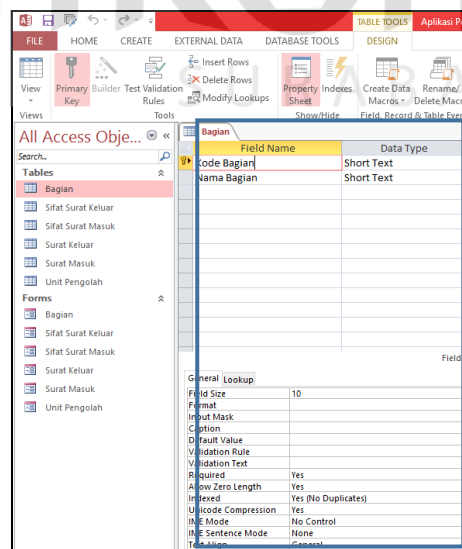 TABLE TOOLS Aplikasi Pe
FILE HOME CREATE EXTERNAL DATA DATABASE TOOLS DESIGN
View Primary Key Builder Test Validation Rules Insert Rows Delete Rows Modify Lookups Property Sheet Indexes Create Data Macros Rename/ Delete Macr
Views Tools Show/Hide Field, Record & Table Ever
All Access Obje...
Search..
Tables
Bagian
Sifat Surat Keluar
Sifat Surat Masuk
Surat Keluar
Surat Masuk
Unit Pengolah
Forms
Bagian
Sifat Surat Keluar
Sifat Surat Masuk
Surat Keluar
Surat Masuk
Unit Pengolah
Bagian
Field Name Data Type
Kode Bagian Short Text
Nama Bagian Short Text
Field
General Lookup
Field Size 10
Format
Input Mask
Caption
Default Value
Validation Rule
Validation Text
Required Yes
Allow Zero Length Yes
Indexed Yes (No Duplicates)
Unicode Compression Yes
IME Mode No Control
IME Sentence Mode None
Text Align General